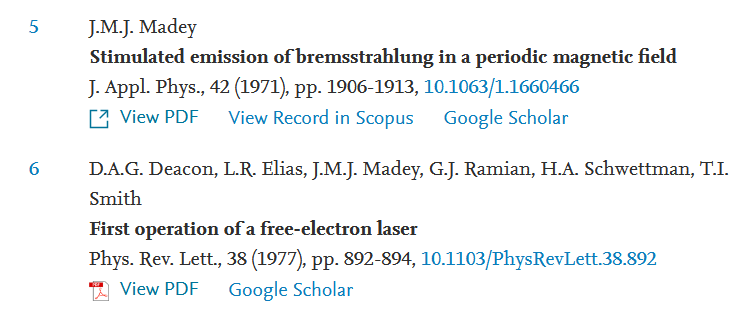 5 J.M.J. Madey
Stimulated emission of bremsstrahlung in a periodic magnetic field
J. Appl. Phys., 42 (1971), pp. 1906-1913, 10.1063/1.1660466
View PDF View Record in Scopus Google Scholar
6 D.A.G. Deacon, L.R. Elias, J.M.J. Madey, G.J. Ramian, H.A. Schwettman, T.I.
Smith
First operation of a free-electron laser
Phys. Rev. Lett., 38 (1977), pp. 892-894, 10.1103/PhysRevLett.38.892
PDF View PDF Google Scholar